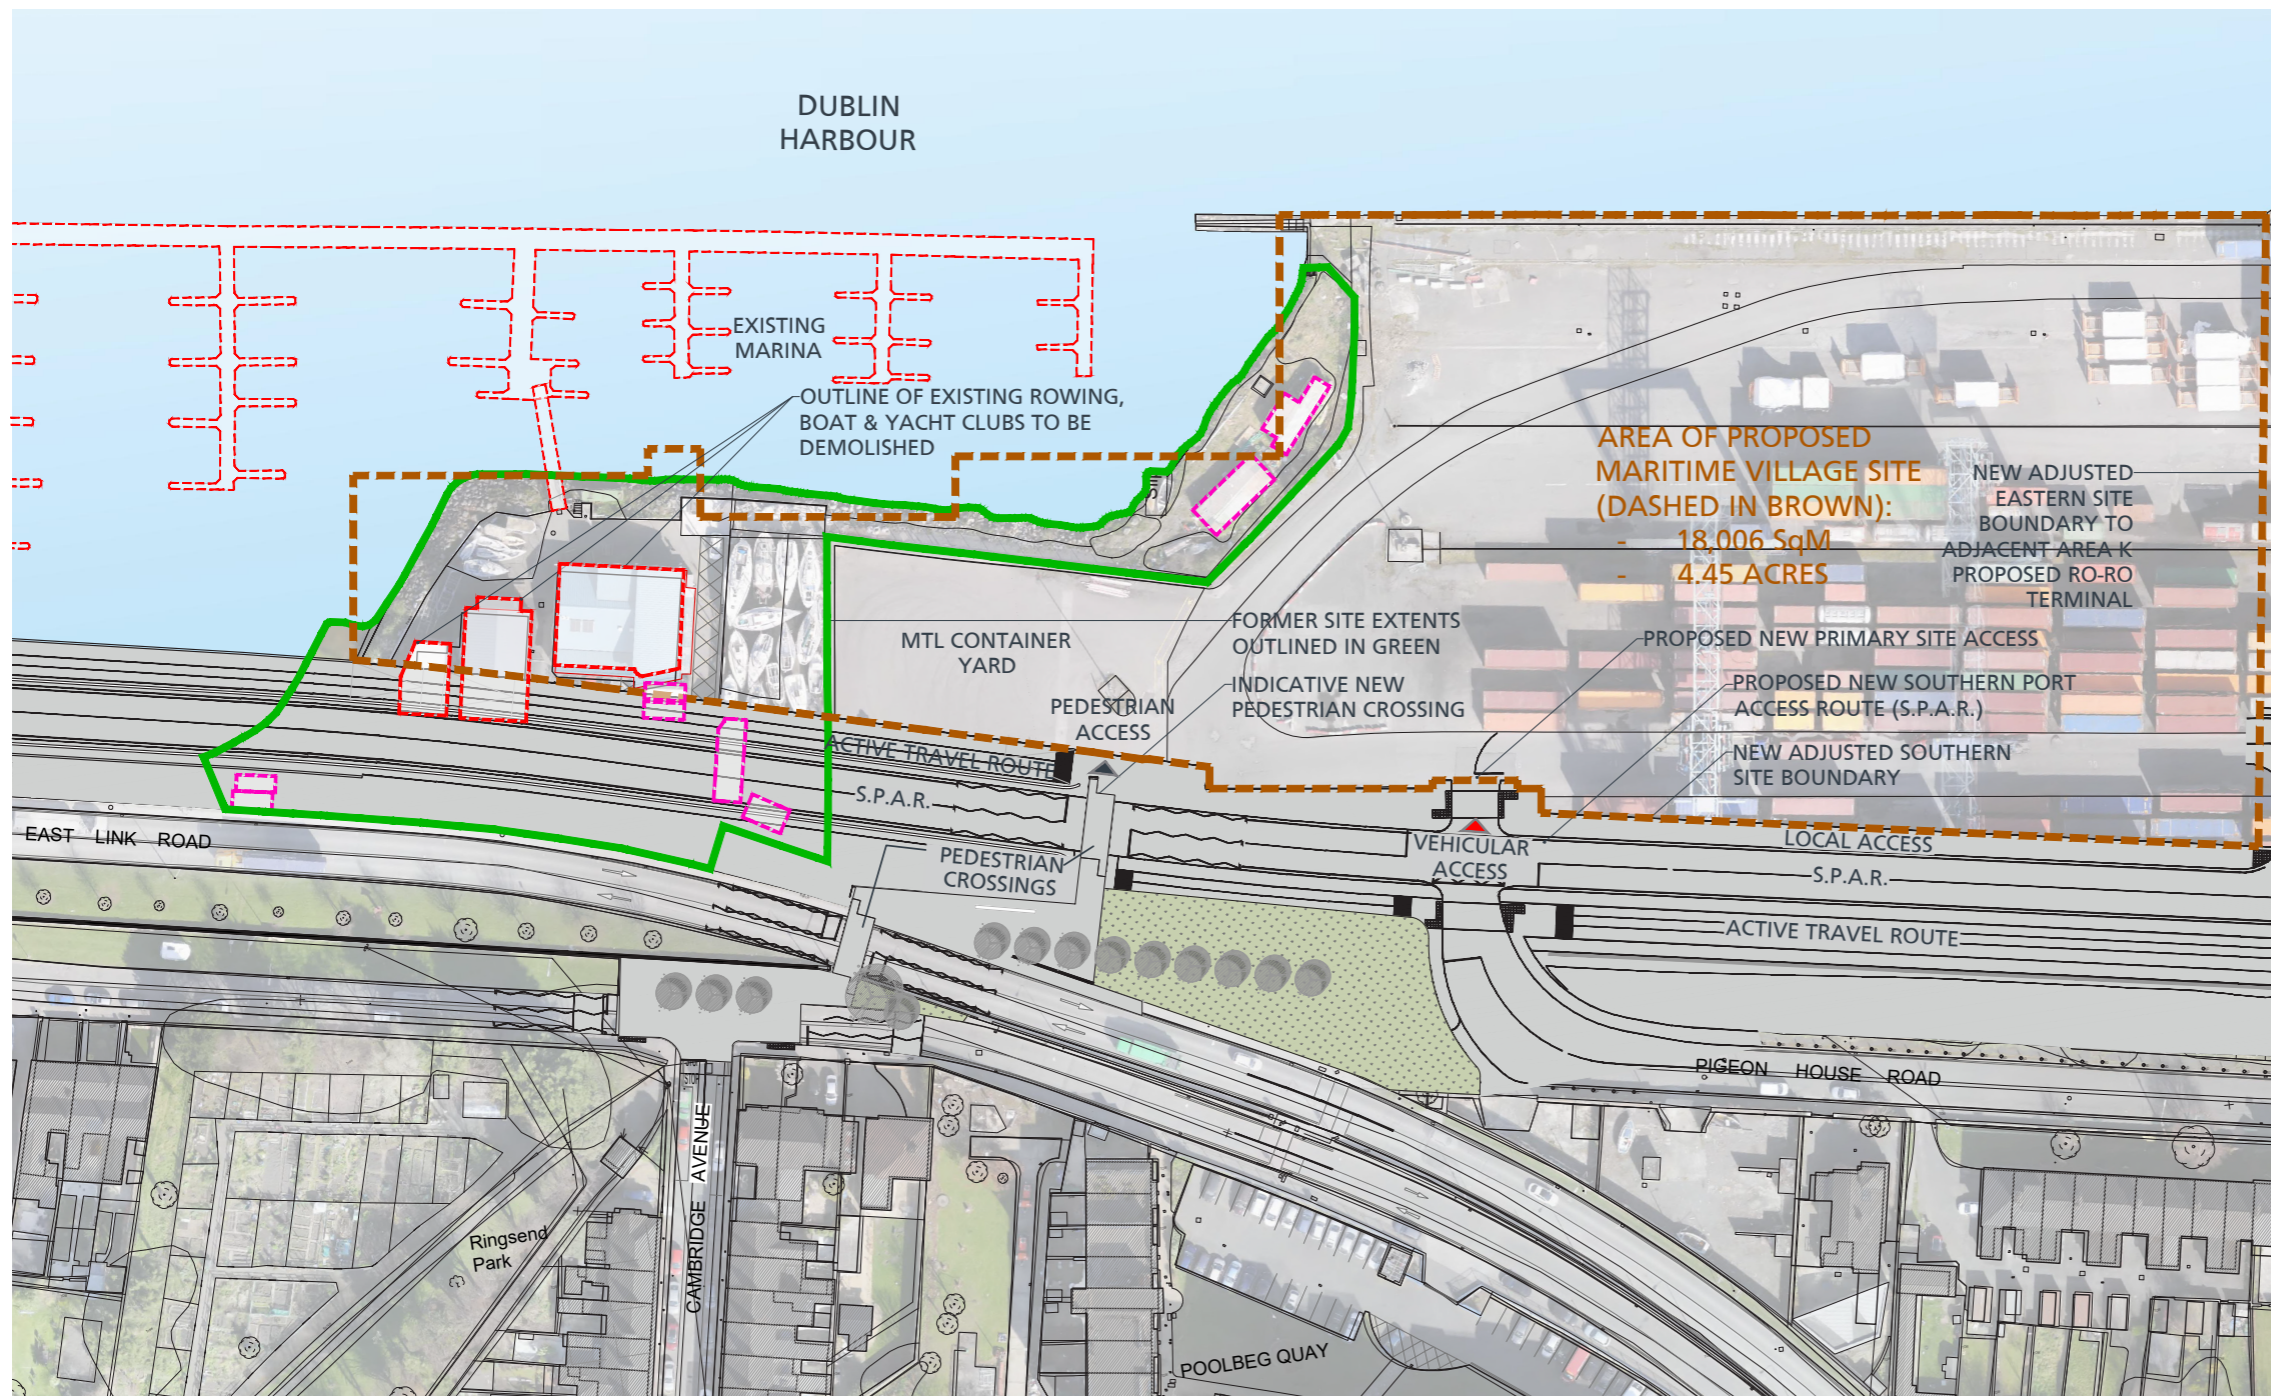 DUBLIN
HARBOUR
EXISTING
MARINA
OUTLINE OF EXISTING ROWING,
BOAT & YACHT CLUBS TO BE
DEMOLISHED
AREA OF PROPOSED
MARITIME VILLAGE SITE
(DASHED IN BROWN):
- 18,006 SqM
- 4.45 ACRES
NEW ADJUSTED
EASTERN SITE
BOUNDARY TO
ADJACENT AREA K
PROPOSED RO-RO
TERMINAL
MTL CONTAINER
YARD
FORMER SITE EXTENTS
OUTLINED IN GREEN
PROPOSED NEW PRIMARY SITE ACCESS
INDICATIVE NEW
PEDESTRIAN CROSSING
PROPOSED NEW SOUTHERN PORT
ACCESS ROUTE (S.P.A.R.)
PEDESTRIAN
ACCESS
NEW ADJUSTED SOUTHERN
SITE BOUNDARY
ACTIVE TRAVEL ROUTE
S.P.A.R.
EAST LINK ROAD
PEDESTRIAN
CROSSINGS
VEHICULAR
ACCESS
LOCAL ACCESS
S.P.A.R.
ACTIVE TRAVEL ROUTE
PIGEON HOUSE ROAD
CAMBRIDGE AVENUE
Ringsend
Park
POOLBEG QUAY